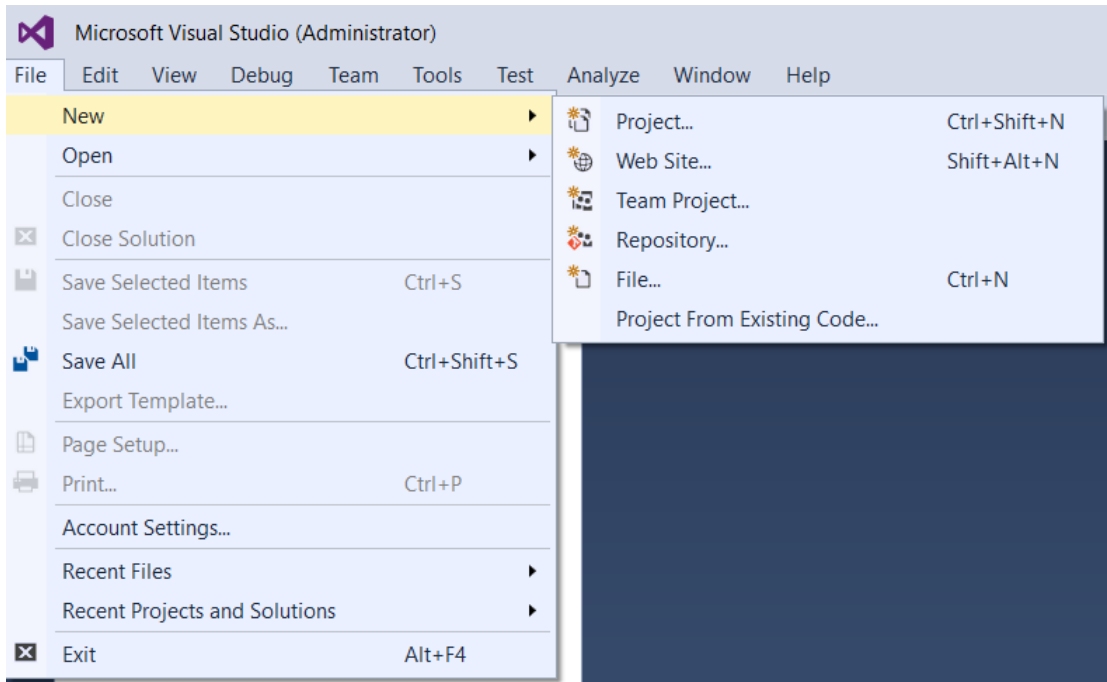 Microsoft Visual Studio (Administrator)
File Edit View Debug Team Tools Test Analyze Window Help
New
Open
Close
Close Solution
Save Selected Items Ctrl+S
Save Selected Items As...
Save All Ctrl+Shift+S
Export Template...
Page Setup...
Print... Ctrl+P
Account Settings...
Recent Files
Recent Projects and Solutions
Exit Alt+F4
Project... Ctrl+Shift+N
Web Site... Shift+Alt+N
Team Project...
Repository...
File... Ctrl+N
Project From Existing Code...